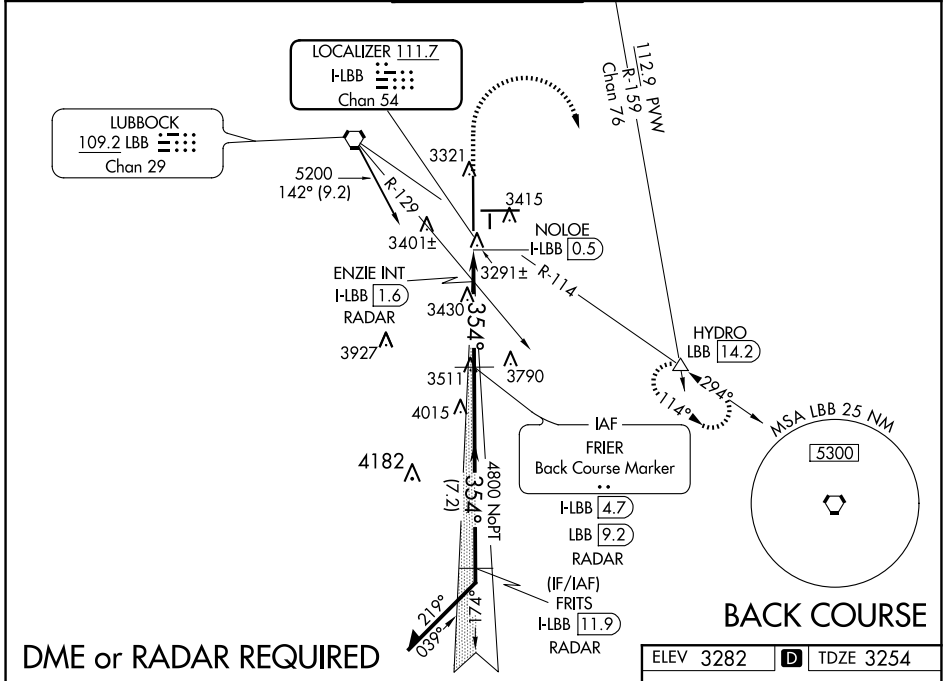 LOCALIZER 111.7
I-LBB
Chan 54
LUBBOCK
109.2 LBB
Chan 29
112.9 PVW
R-159
Chan 76
5200
142° (9.2)
R-129
3321
3415
3401±
NOLOE
I-LBB 0.5
3291±
R-114
ENZIE INT
I-LBB 1.6
RADAR
3430
354°
3927
3511
3790
HYDRO
LBB 14.2
294°
114°
4015
4182
IAF
FRIER
Back Course Marker
I-LBB 4.7
LBB 9.2
RADAR
MSA LBB 25 NM
5300
4800 NoPT
354°
(7.2)
(IF/IAF)
FRITS
I-LBB 11.9
RADAR
219°
039°
174°
BACK COURSE
DME or RADAR REQUIRED
ELEV 3282 D TDZE 3254